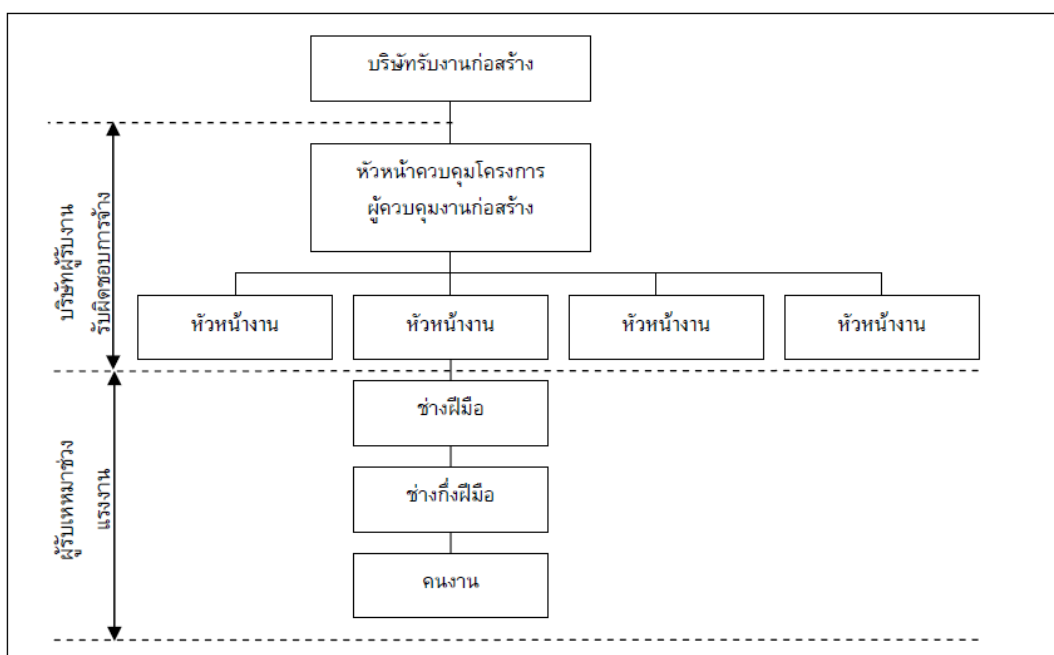 บริษัทรับงานก่อสร้าง
หัวหน้าควบคุมโครงการ
ผู้ควบคุมงานก่อสร้าง
บริษัทผู้รับงาน
รับผิดชอบการจ้าง
หัวหน้างาน
หัวหน้างาน
หัวหน้างาน
หัวหน้างาน
ผู้รับเหมาช่วง
แรงงาน
ช่างฝีมือ
ช่างกึ่งฝีมือ
คนงาน